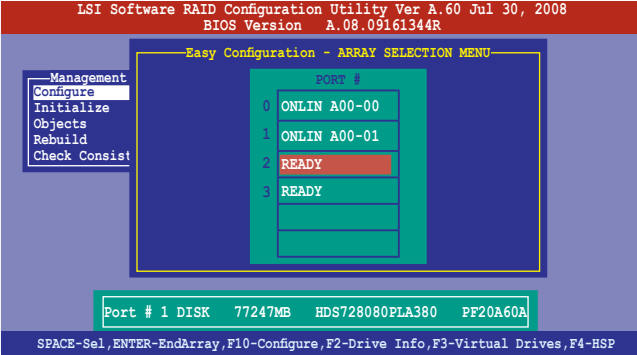 LSI Software RAID Configuration Utility Ver A.60 Jul 30, 2008
BIOS Version A.08.09161344R
Easy Configuration - ARRAY SELECTION MENU
Management
Configure
Initialize
Objects
Rebuild
Check Consist
PORT #
0 ONLIN A00-00
1 ONLIN A00-01
2 READY
3 READY
Port # 1 DISK 77247MB HDS728080PLA380 PF20A60A
SPACE-Sel,ENTER-EndArray,F10-Configure,F2-Drive Info,F3-Virtual Drives,F4-HSP